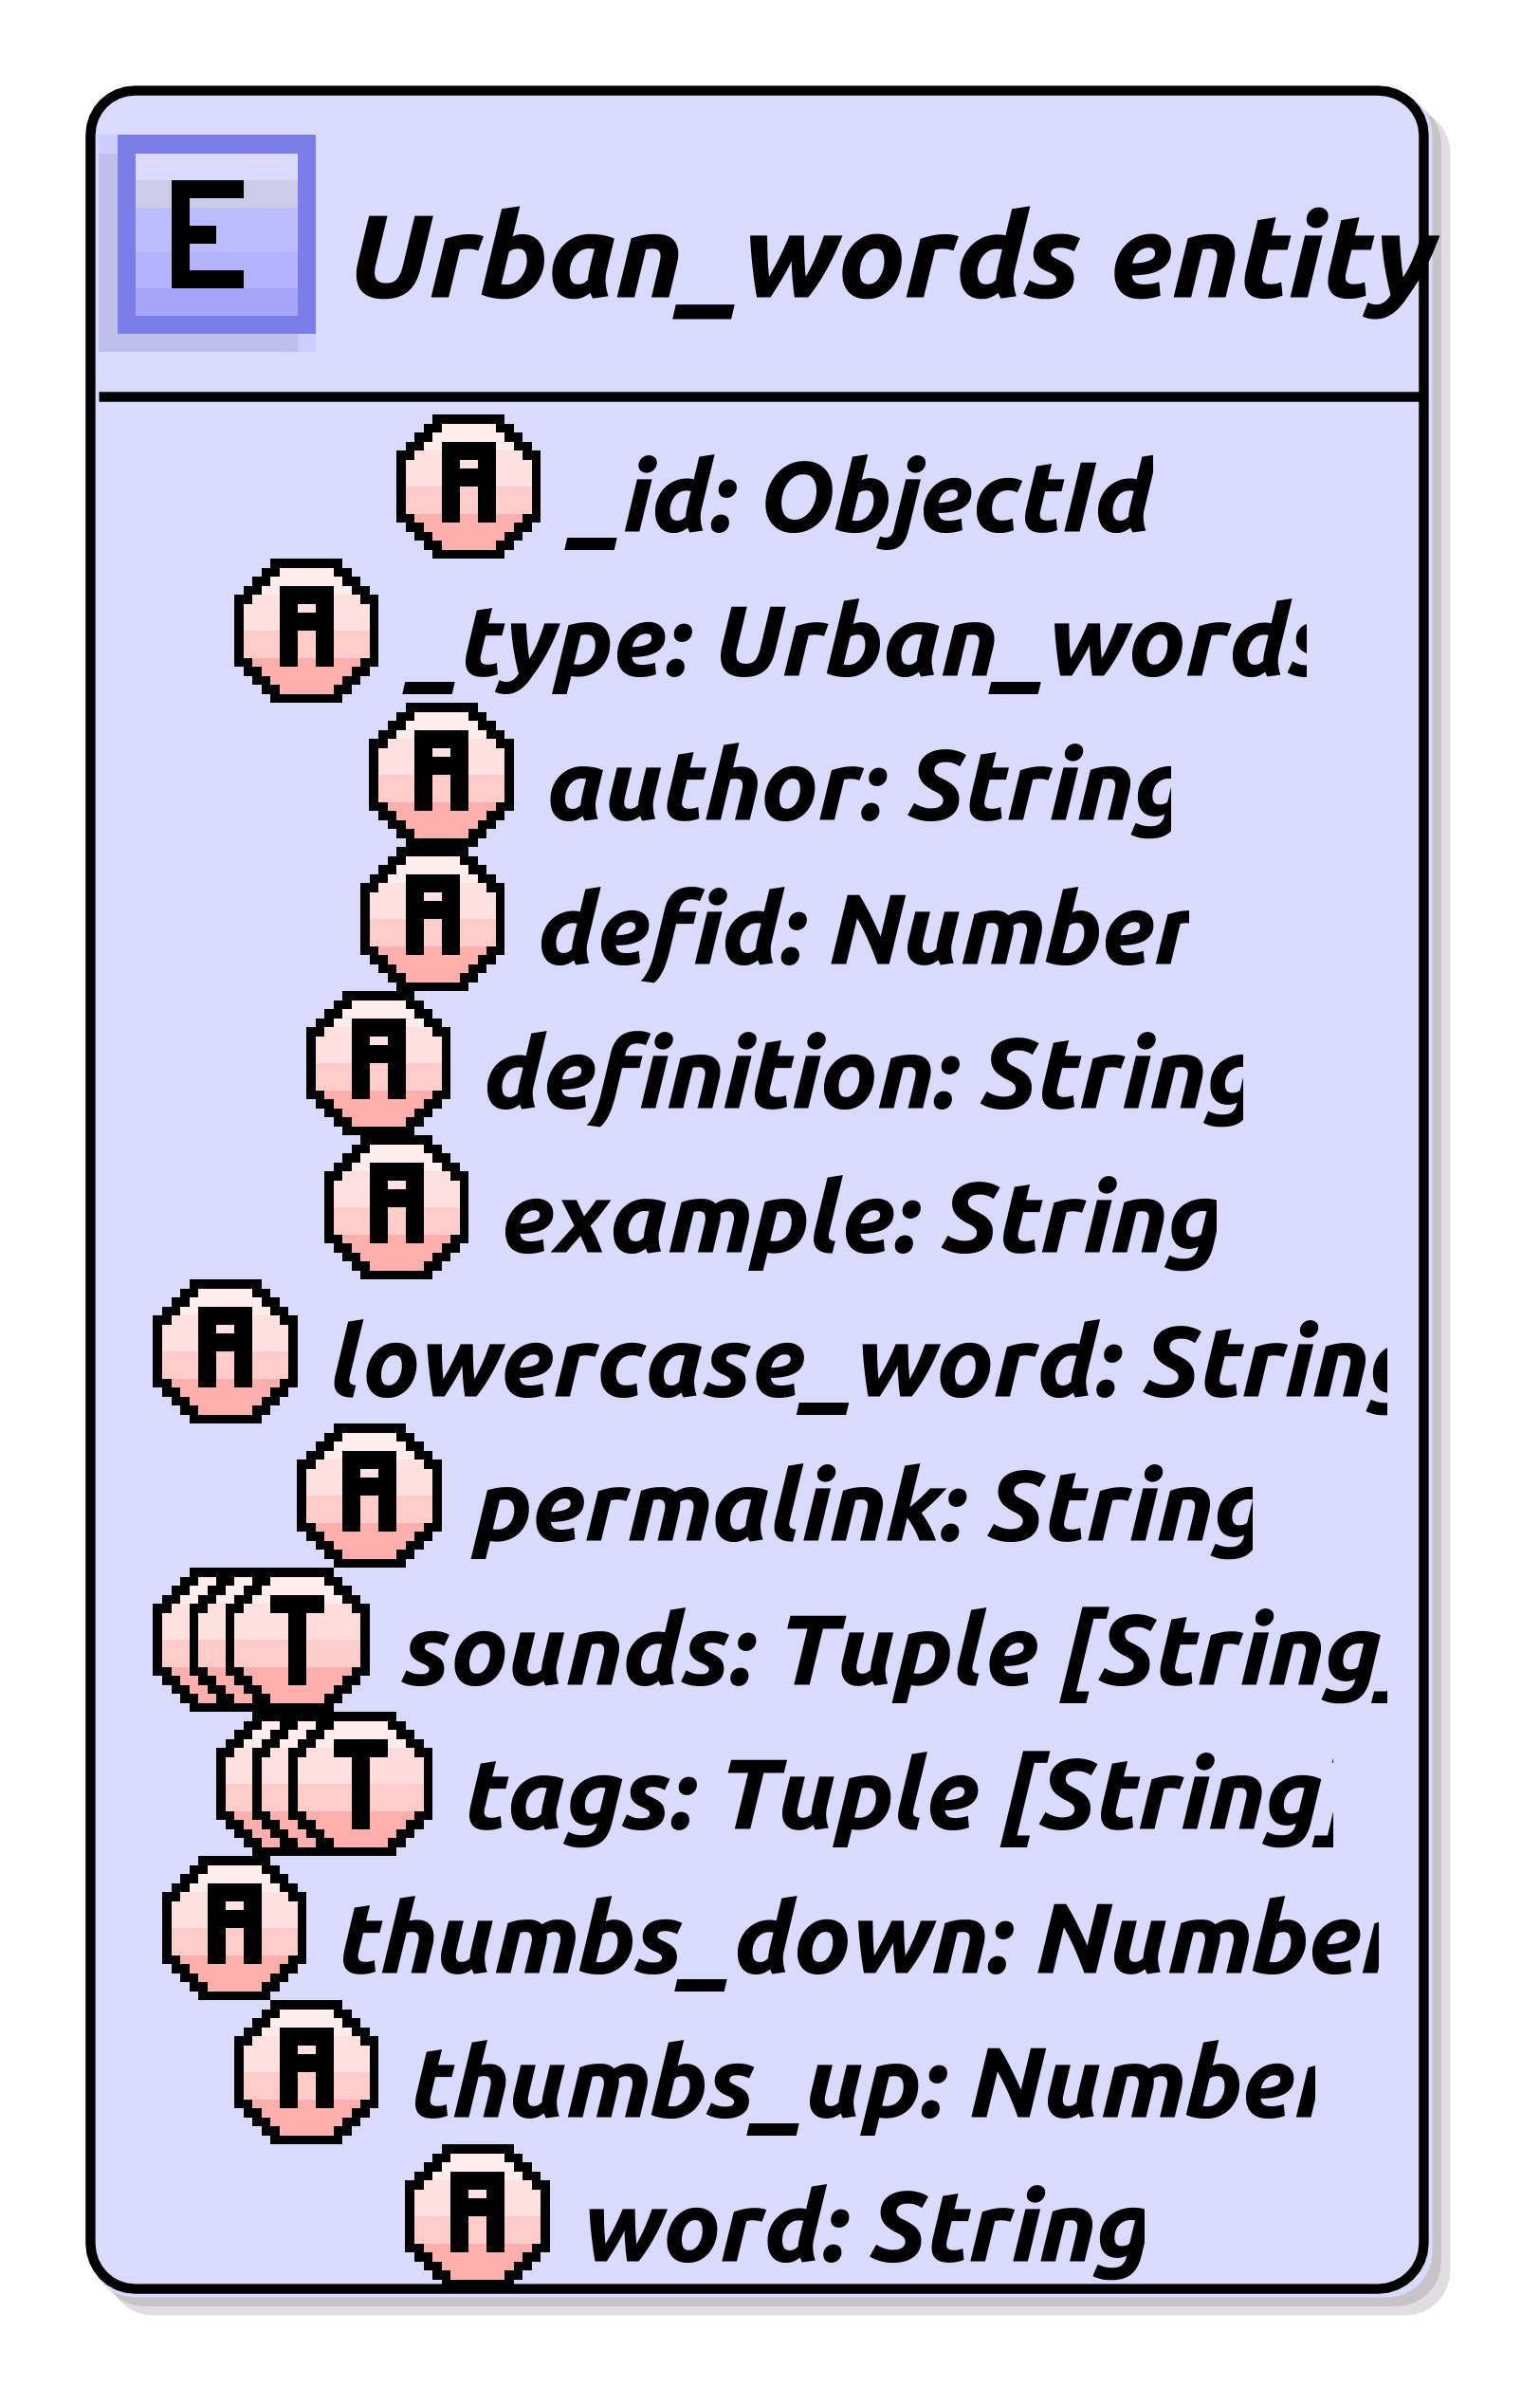 E Urban_words entity
A _id: ObjectId
A _type: Urban_words
A author: String
A defid: Number
A definition: String
A example: String
A lowercase_word: String
A permalink: String
T sounds: Tuple [String]
T tags: Tuple [String]
A thumbs_down: Number
A thumbs_up: Number
A word: String